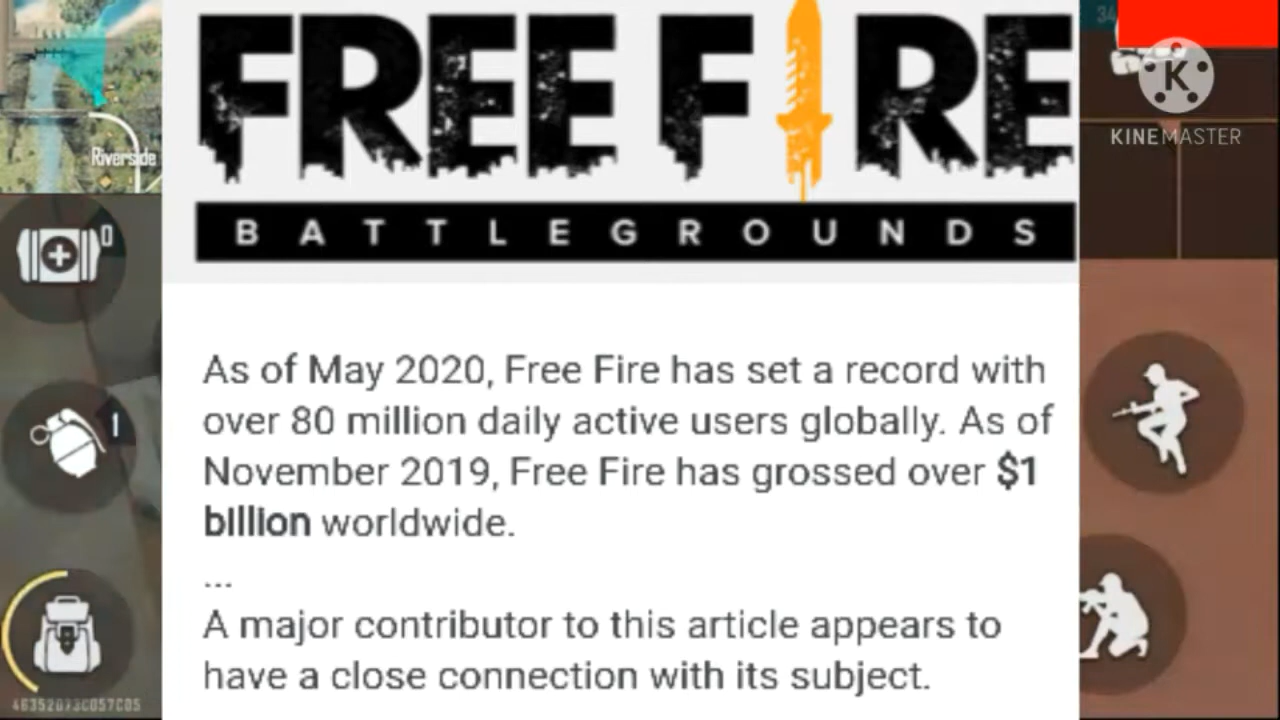 FREE FIRE
BATTLEGROUNDS
As of May 2020, Free Fire has set a record with
over 80 million daily active users globally. As of
November 2019, Free Fire has grossed over $1
billion worldwide.
...
A major contributor to this article appears to
have a close connection with its subject.
Riverside
0
1
34
K
KINEMASTER